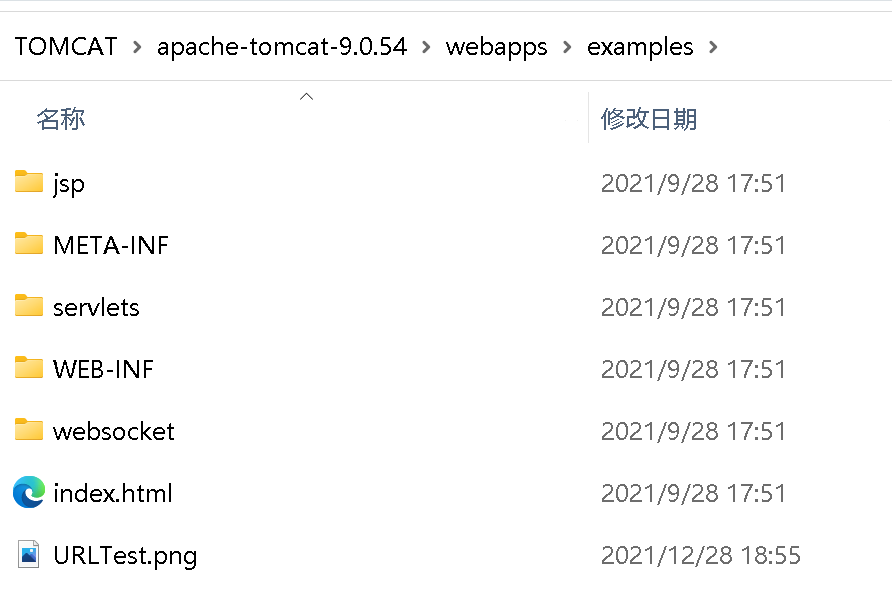 TOMCAT > apache-tomcat-9.0.54 > webapps > examples >
名称 修改日期
jsp 2021/9/28 17:51
META-INF 2021/9/28 17:51
servlets 2021/9/28 17:51
WEB-INF 2021/9/28 17:51
websocket 2021/9/28 17:51
index.html 2021/9/28 17:51
URLTest.png 2021/12/28 18:55